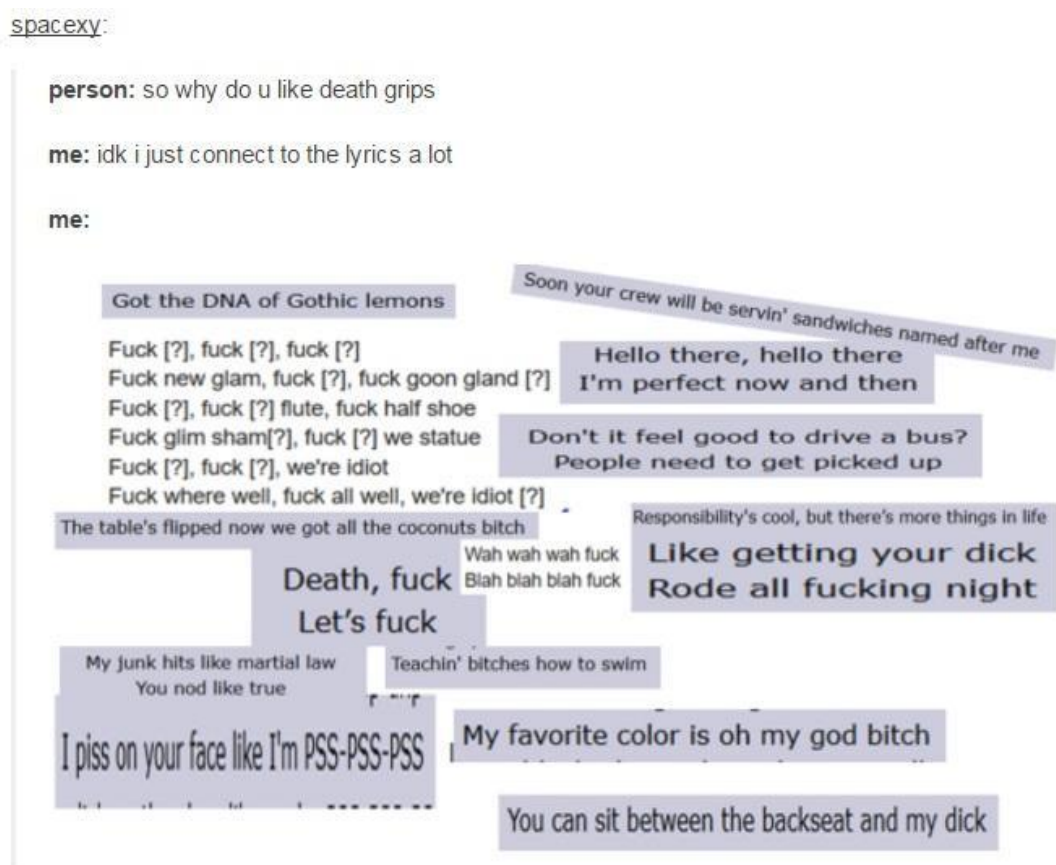 spacexy:
person: so why do u like death grips
me: idk i just connect to the lyrics a lot
me:
Got the DNA of Gothic lemons
Soon your crew will be servin' sandwiches named after me
Fuck [?], fuck [?], fuck [?]
Fuck new glam, fuck [?], fuck goon gland [?]
Fuck [?], fuck [?] flute, fuck half shoe
Fuck glim sham[?], fuck [?] we statue
Fuck [?], fuck [?], we're idiot
Fuck where well, fuck all well, we're idiot [?]
Hello there, hello there
I'm perfect now and then
Don't it feel good to drive a bus?
People need to get picked up
The table's flipped now we got all the coconuts bitch
Responsibility's cool, but there's more things in life
Like getting your dick
Rode all fucking night
Death, fuck
Let's fuck
Wah wah wah fuck
Blah blah blah fuck
My junk hits like martial law
You nod like true
Teachin' bitches how to swim
I piss on your face like I'm PSS-PSS-PSS
My favorite color is oh my god bitch
You can sit between the backseat and my dick